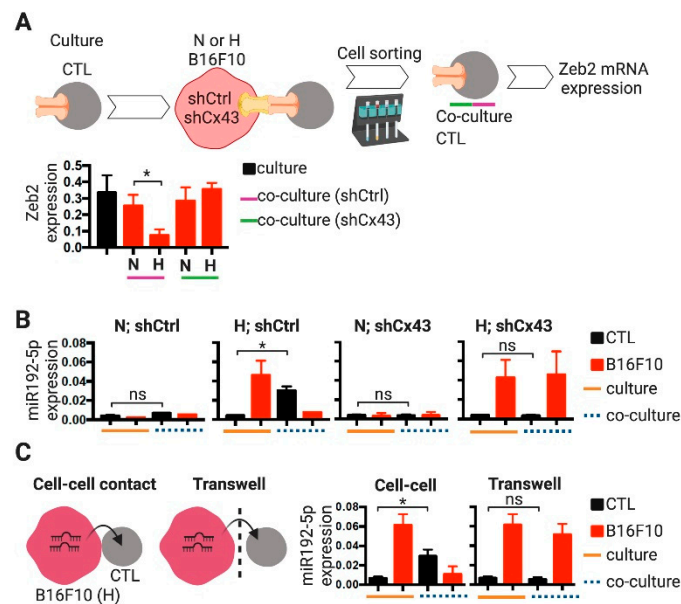 A
Culture
CTL
N or H
B16F10
shCtrl
shCx43
Cell sorting
Co-culture
CTL
Zeb2 mRNA
expression
Zeb2
expression
0.5
0.4
0.3
0.2
0.1
0.0
*
N H N H
culture
co-culture (shCtrl)
co-culture (shCx43)
B
miR192-5p
expression
0.08
0.06
0.04
0.02
0.00
N; shCtrl
ns
H; shCtrl
*
N; shCx43
ns
H; shCx43
ns
CTL
B16F10
culture
co-culture
C
Cell-cell contact
Transwell
CTL
B16F10 (H)
miR192-5p
expression
0.08
0.06
0.04
0.02
0.00
Cell-cell
*
Transwell
ns
CTL
B16F10
culture
co-culture